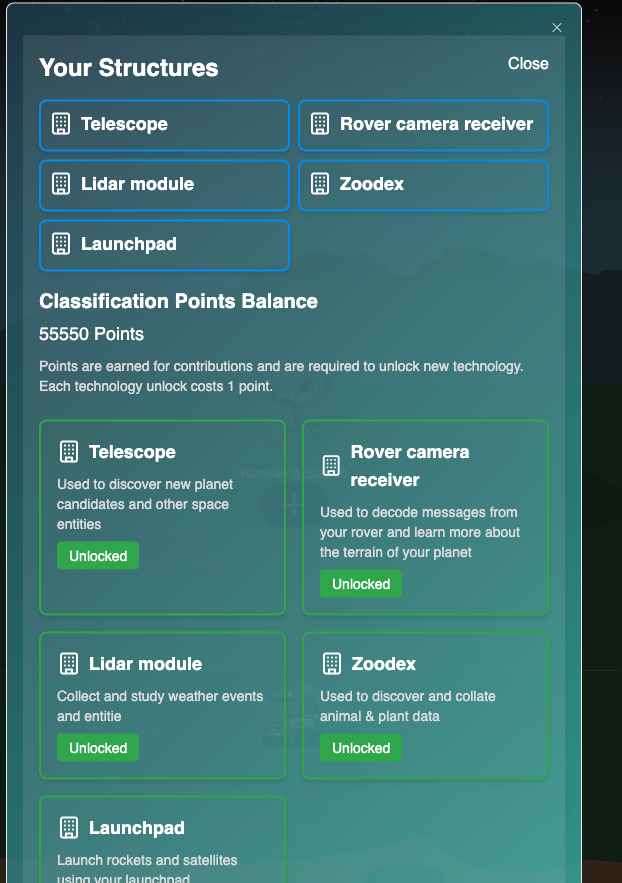 ×
Your Structures
Close
Telescope
Rover camera receiver
Lidar module
Zoodex
Launchpad
Classification Points Balance
55550 Points
Points are earned for contributions and are required to unlock new technology.
Each technology unlock costs 1 point.
Telescope
Used to discover new planet
candidates and other space
entities
Unlocked
Rover camera
receiver
Used to decode messages from
your rover and learn more about
the terrain of your planet
Unlocked
Research Station
Lidar module
Collect and study weather events
and entitie
Unlocked
Zoodex
Used to discover and collate
animal & plant data
Unlocked
Launchpad
Launch rockets and satellites
using your launchpad